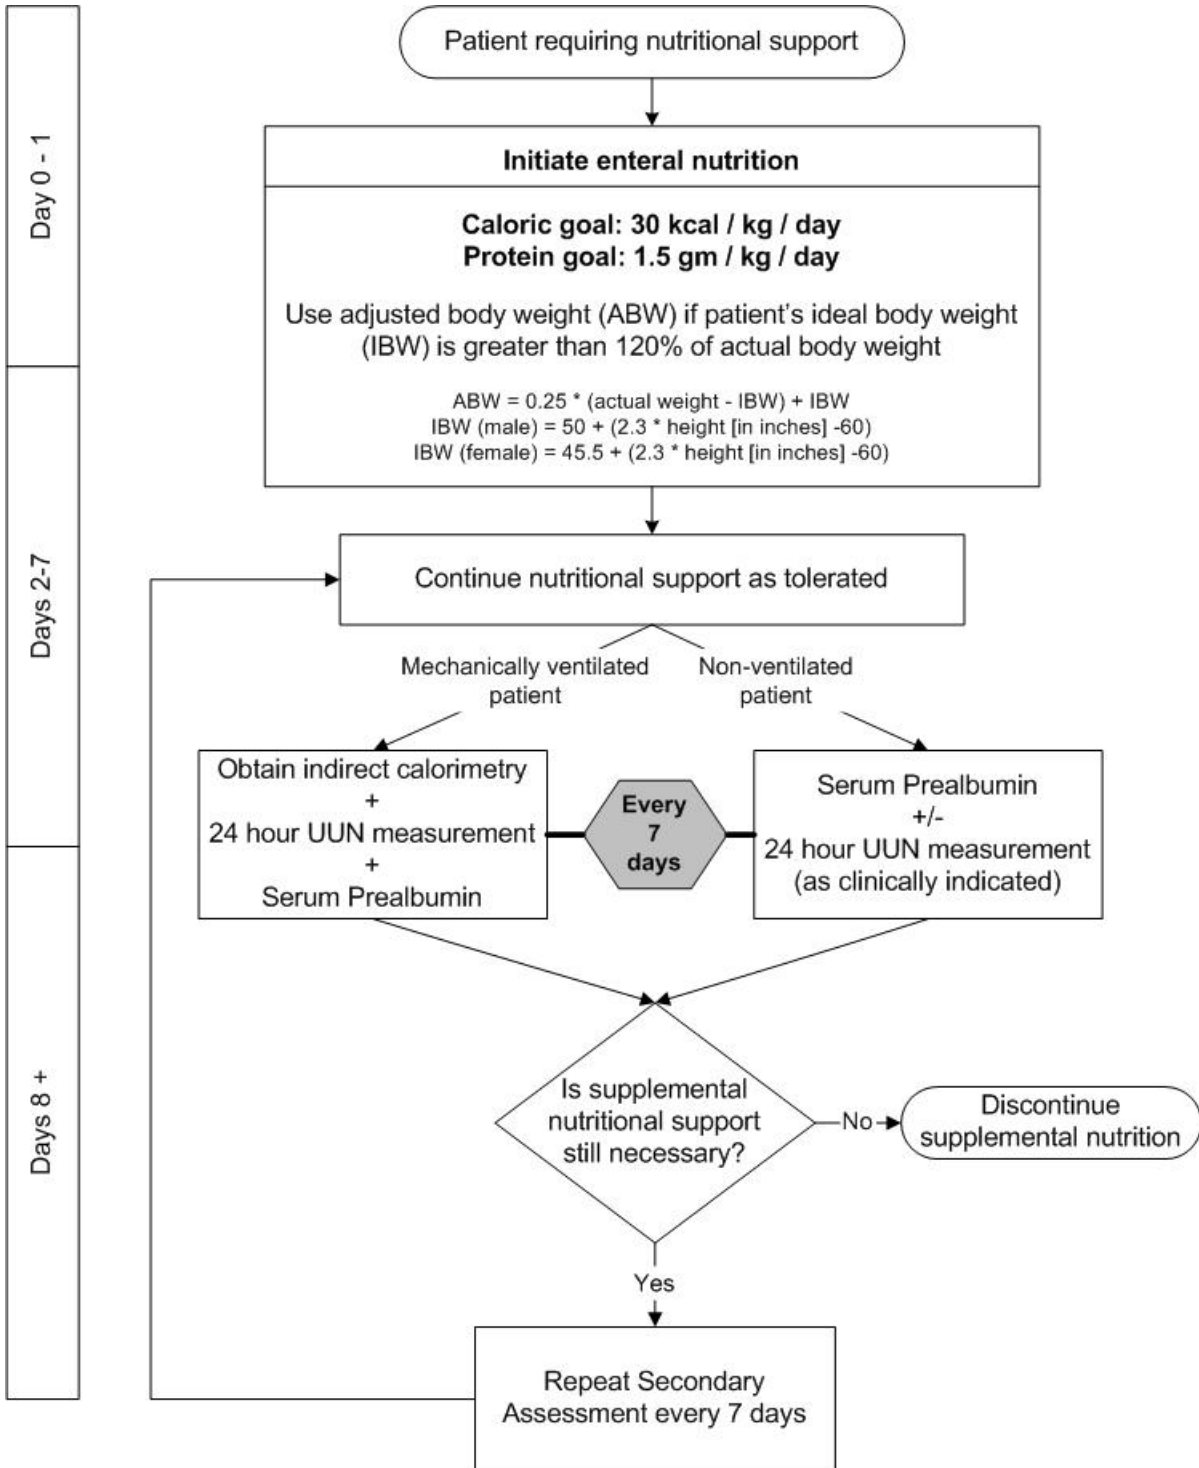 Patient requiring nutritional support
Day 0 - 1
Initiate enteral nutrition
Caloric goal: 30 kcal / kg / day
Protein goal: 1.5 gm / kg / day
Use adjusted body weight (ABW) if patient's ideal body weight
(IBW) is greater than 120% of actual body weight
ABW = 0.25 * (actual weight - IBW) + IBW
IBW (male) = 50 + (2.3 * height [in inches] -60)
IBW (female) = 45.5 + (2.3 * height [in inches] -60)
Days 2-7
Continue nutritional support as tolerated
Mechanically ventilated
patient
Non-ventilated
patient
Obtain indirect calorimetry
+
24 hour UUN measurement
+
Serum Prealbumin
Every
7
days
Serum Prealbumin
+/-
24 hour UUN measurement
(as clinically indicated)
Days 8 +
Is supplemental
nutritional support
still necessary?
No
Discontinue
supplemental nutrition
Yes
Repeat Secondary
Assessment every 7 days